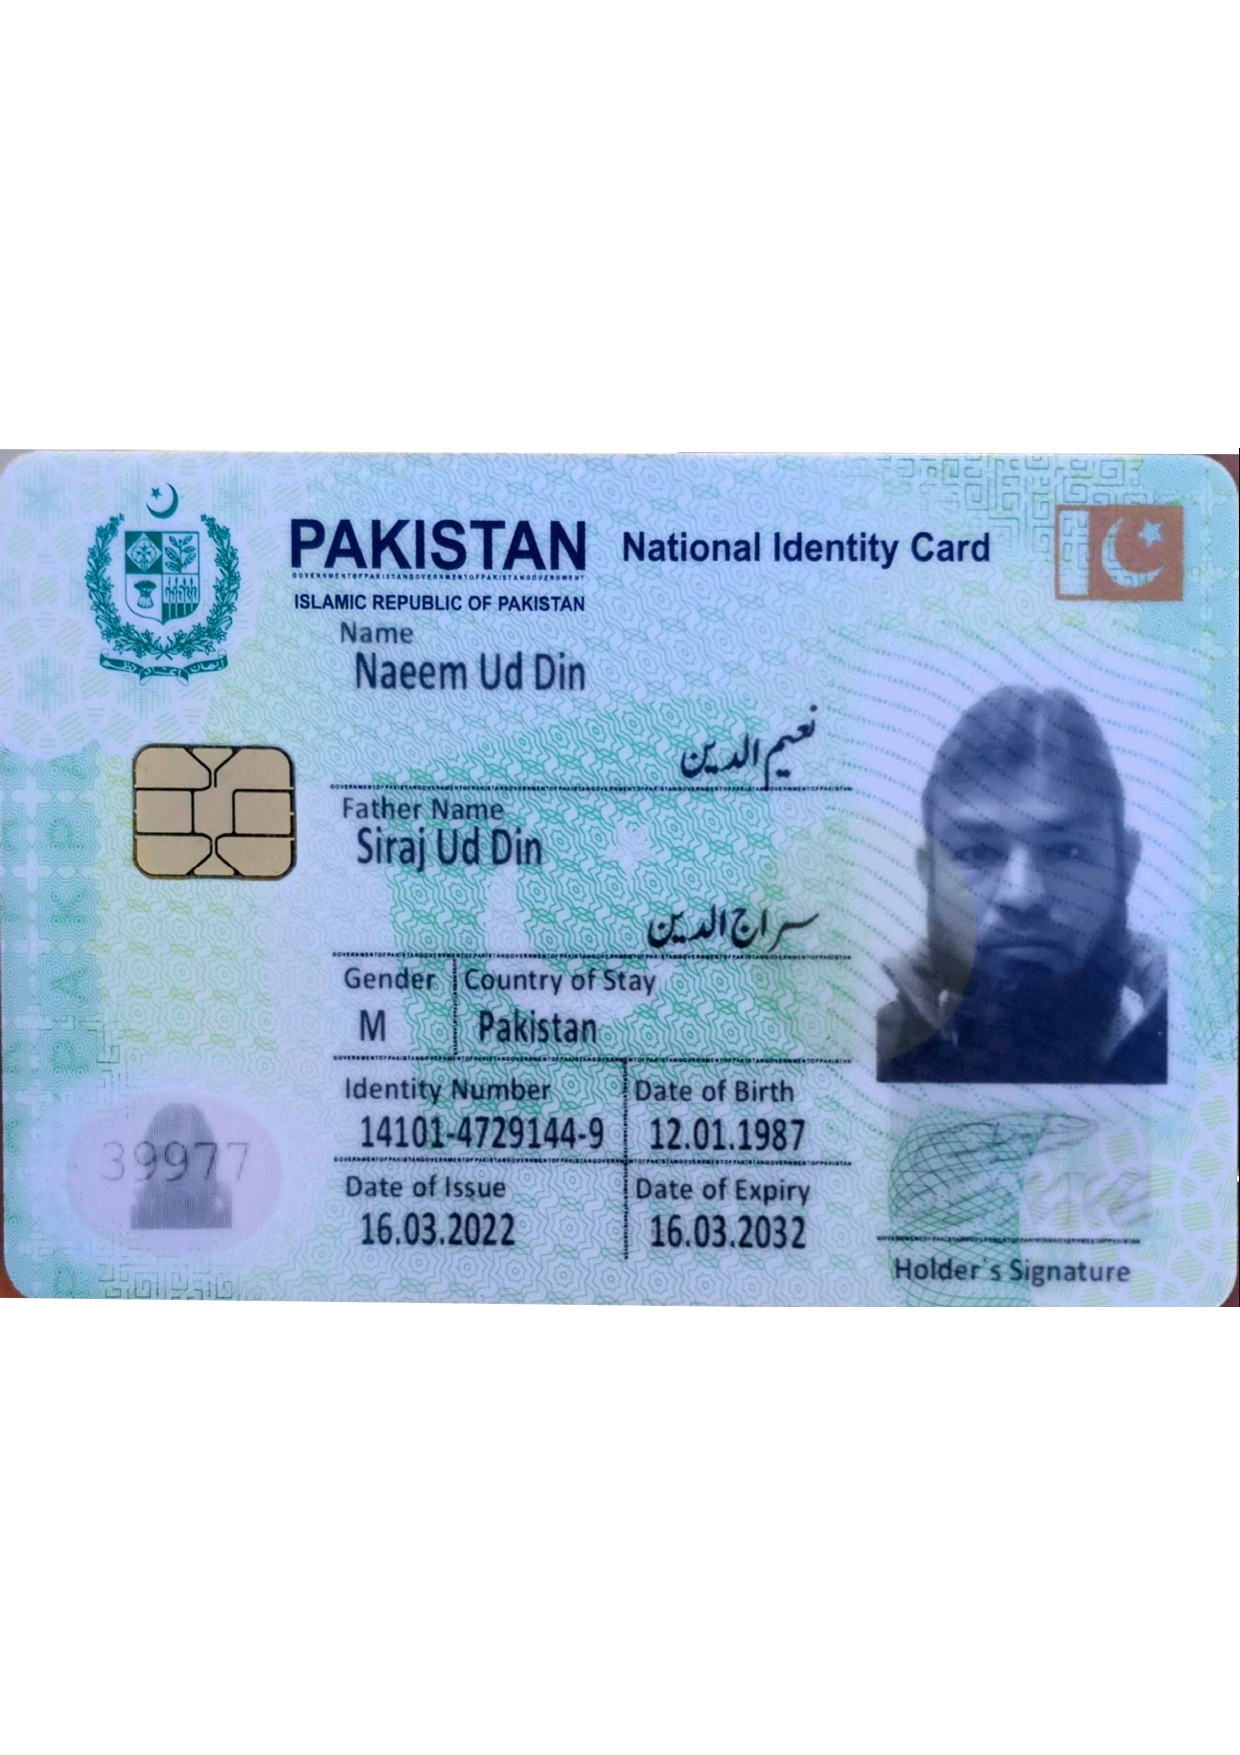 PAKISTAN National Identity Card
ISLAMIC REPUBLIC OF PAKISTAN
Name
Naeem Ud Din
نعیم الدین
Father Name
Siraj Ud Din
سراج الدین
Gender Country of Stay
M Pakistan
Identity Number Date of Birth
14101-4729144-9 12.01.1987
Date of Issue Date of Expiry
16.03.2022 16.03.2032
39977
Holder`s Signature